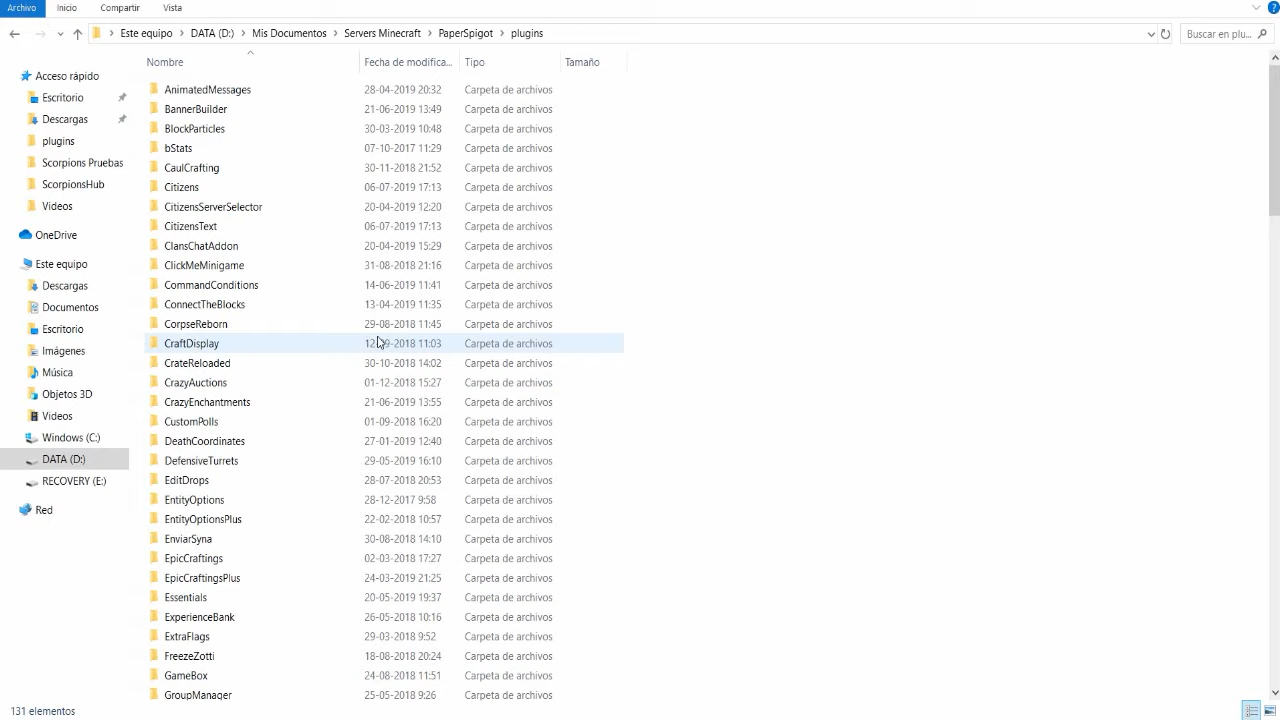 Archivo Inicio Compartir Vista
Este equipo DATA (D:) Mis Documentos Servers Minecraft PaperSpigot plugins Buscar en plu...
Nombre Fecha de modifica... Tipo Tamaño
Acceso rápido
Escritorio
Descargas
plugins
Scorpions Pruebas
ScorpionsHub
Videos
OneDrive
Este equipo
Descargas
Documentos
Escritorio
Imágenes
Música
Objetos 3D
Videos
Windows (C:)
DATA (D:)
RECOVERY (E:)
Red
AnimatedMessages 28-04-2019 20:32 Carpeta de archivos
BannerBuilder 21-06-2019 13:49 Carpeta de archivos
BlockParticles 30-03-2019 10:48 Carpeta de archivos
bStats 07-10-2017 11:29 Carpeta de archivos
CaulCrafting 30-11-2018 21:52 Carpeta de archivos
Citizens 06-07-2019 17:13 Carpeta de archivos
CitizensServerSelector 20-04-2019 12:20 Carpeta de archivos
CitizensText 06-07-2019 17:13 Carpeta de archivos
ClansChatAddon 20-04-2019 15:29 Carpeta de archivos
ClickMeMinigame 31-08-2018 21:16 Carpeta de archivos
CommandConditions 14-06-2019 11:41 Carpeta de archivos
ConnectTheBlocks 13-04-2019 11:35 Carpeta de archivos
CorpseReborn 29-08-2018 11:45 Carpeta de archivos
CraftDisplay 11:03 Carpeta de archivos
CrateReloaded 30-10-2018 14:02 Carpeta de archivos
CrazyAuctions 01-12-2018 15:27 Carpeta de archivos
CrazyEnchantments 21-06-2019 13:55 Carpeta de archivos
CustomPolls 01-09-2018 16:20 Carpeta de archivos
DeathCoordinates 27-01-2019 12:40 Carpeta de archivos
DefensiveTurrets 29-05-2019 16:10 Carpeta de archivos
EditDrops 28-07-2018 20:53 Carpeta de archivos
EntityOptions 28-12-2017 9:58 Carpeta de archivos
EntityOptionsPlus 22-02-2018 10:57 Carpeta de archivos
EnviarSyna 30-08-2018 14:10 Carpeta de archivos
EpicCraftings 02-03-2018 17:27 Carpeta de archivos
EpicCraftingsPlus 24-03-2019 21:25 Carpeta de archivos
Essentials 20-05-2019 19:37 Carpeta de archivos
ExperienceBank 26-05-2018 10:16 Carpeta de archivos
ExtraFlags 29-03-2018 9:52 Carpeta de archivos
FreezeZotti 18-08-2018 20:24 Carpeta de archivos
GameBox 24-08-2018 11:51 Carpeta de archivos
GroupManager 25-05-2018 9:26 Carpeta de archivos
131 elementos